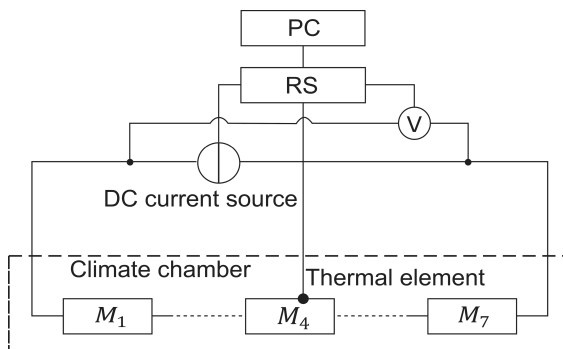 PC
RS
V
DC current source
Climate chamber
Thermal element
M₁
M₄
M₇